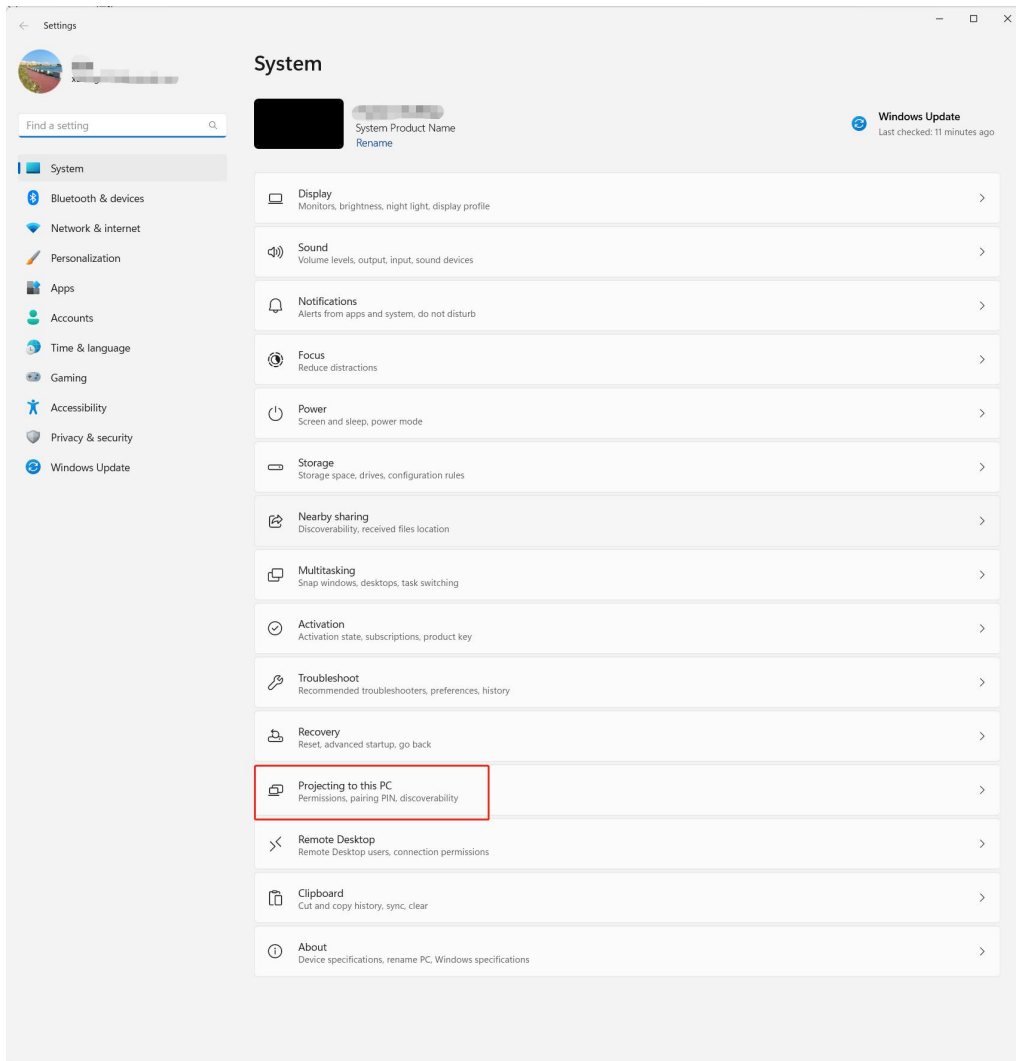 Settings
System
System Product Name
Rename
Windows Update
Last checked: 11 minutes ago
Find a setting
System
Bluetooth & devices
Network & internet
Personalization
Apps
Accounts
Time & language
Gaming
Accessibility
Privacy & security
Windows Update
Display
Monitors, brightness, night light, display profile
Sound
Volume levels, output, input, sound devices
Notifications
Alerts from apps and system, do not disturb
Focus
Reduce distractions
Power
Screen and sleep, power mode
Storage
Storage space, drives, configuration rules
Nearby sharing
Discoverability, received files location
Multitasking
Snap windows, desktops, task switching
Activation
Activation state, subscriptions, product key
Troubleshoot
Recommended troubleshooters, preferences, history
Recovery
Reset, advanced startup, go back
Projecting to this PC
Permissions, pairing PIN, discoverability
Remote Desktop
Remote Desktop users, connection permissions
Clipboard
Cut and copy history, sync, clear
About
Device specifications, rename PC, Windows specifications